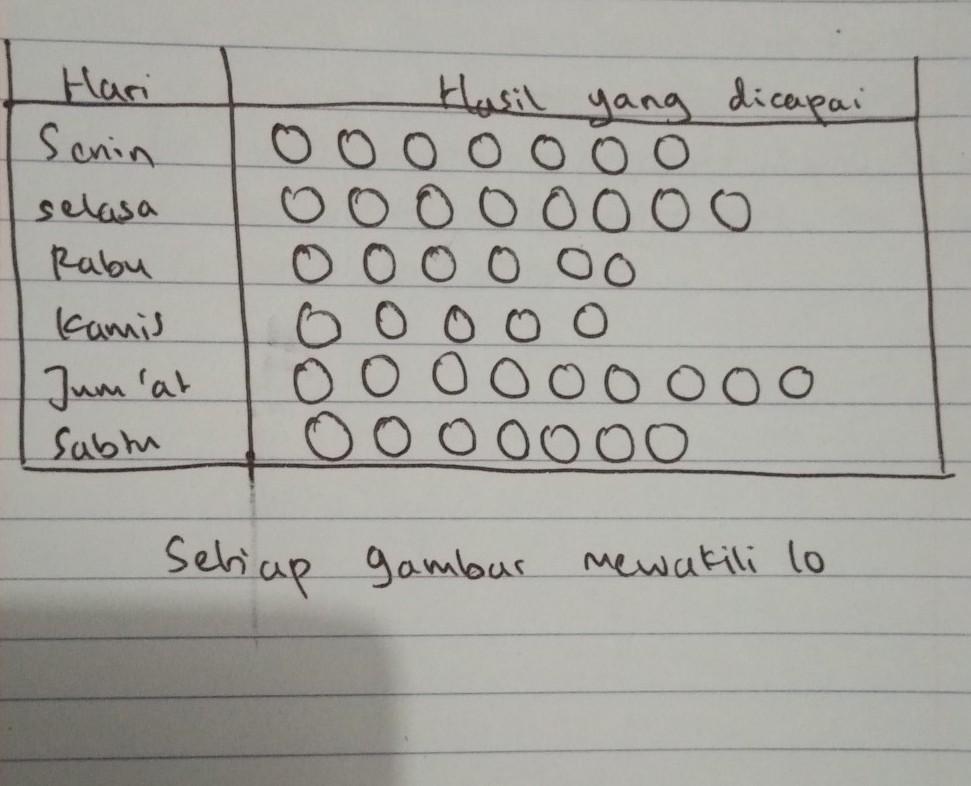 Hari Hasil yang dicapai
Senin O O O O O O O
selasa O O O O O O O O
Rabu O O O O O O
Kamis O O O O O
Jum'at O O O O O O O O O
Sabtu O O O O O O O
Setiap gambar mewakili 10